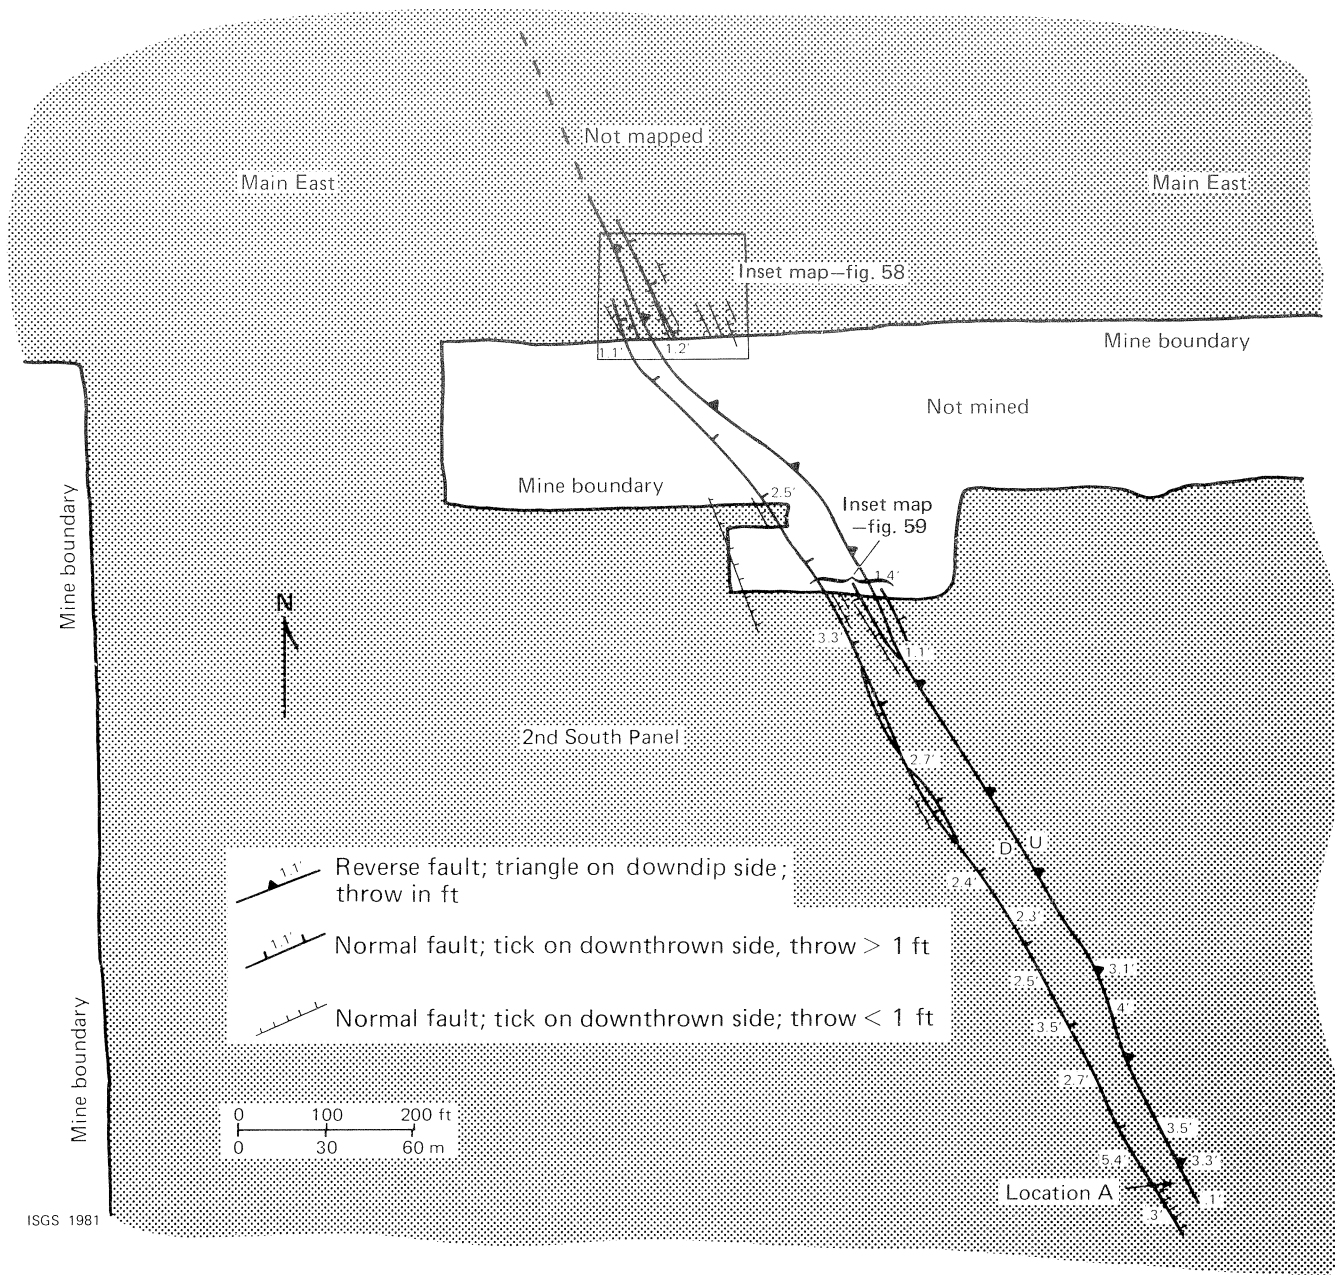 Not mapped
Main East
Main East
Inset map—fig. 58
1.1'
1.2'
Mine boundary
Not mined
Mine boundary
2.5'
Inset map
—fig. 59
1.4'
Mine boundary
N
3.3'
1.1'
2nd South Panel
2.7'
D
U
2.4'
2.3'
3.1'
2.5'
4'
3.5'
2.7'
3.5'
5.4'
3.3'
Location A
1'
3'
1.1'
Reverse fault; triangle on downdip side;
throw in ft
1.1'
Normal fault; tick on downthrown side, throw > 1 ft
Normal fault; tick on downthrown side; throw < 1 ft
0 100 200 ft
0 30 60 m
Mine boundary
ISGS 1981